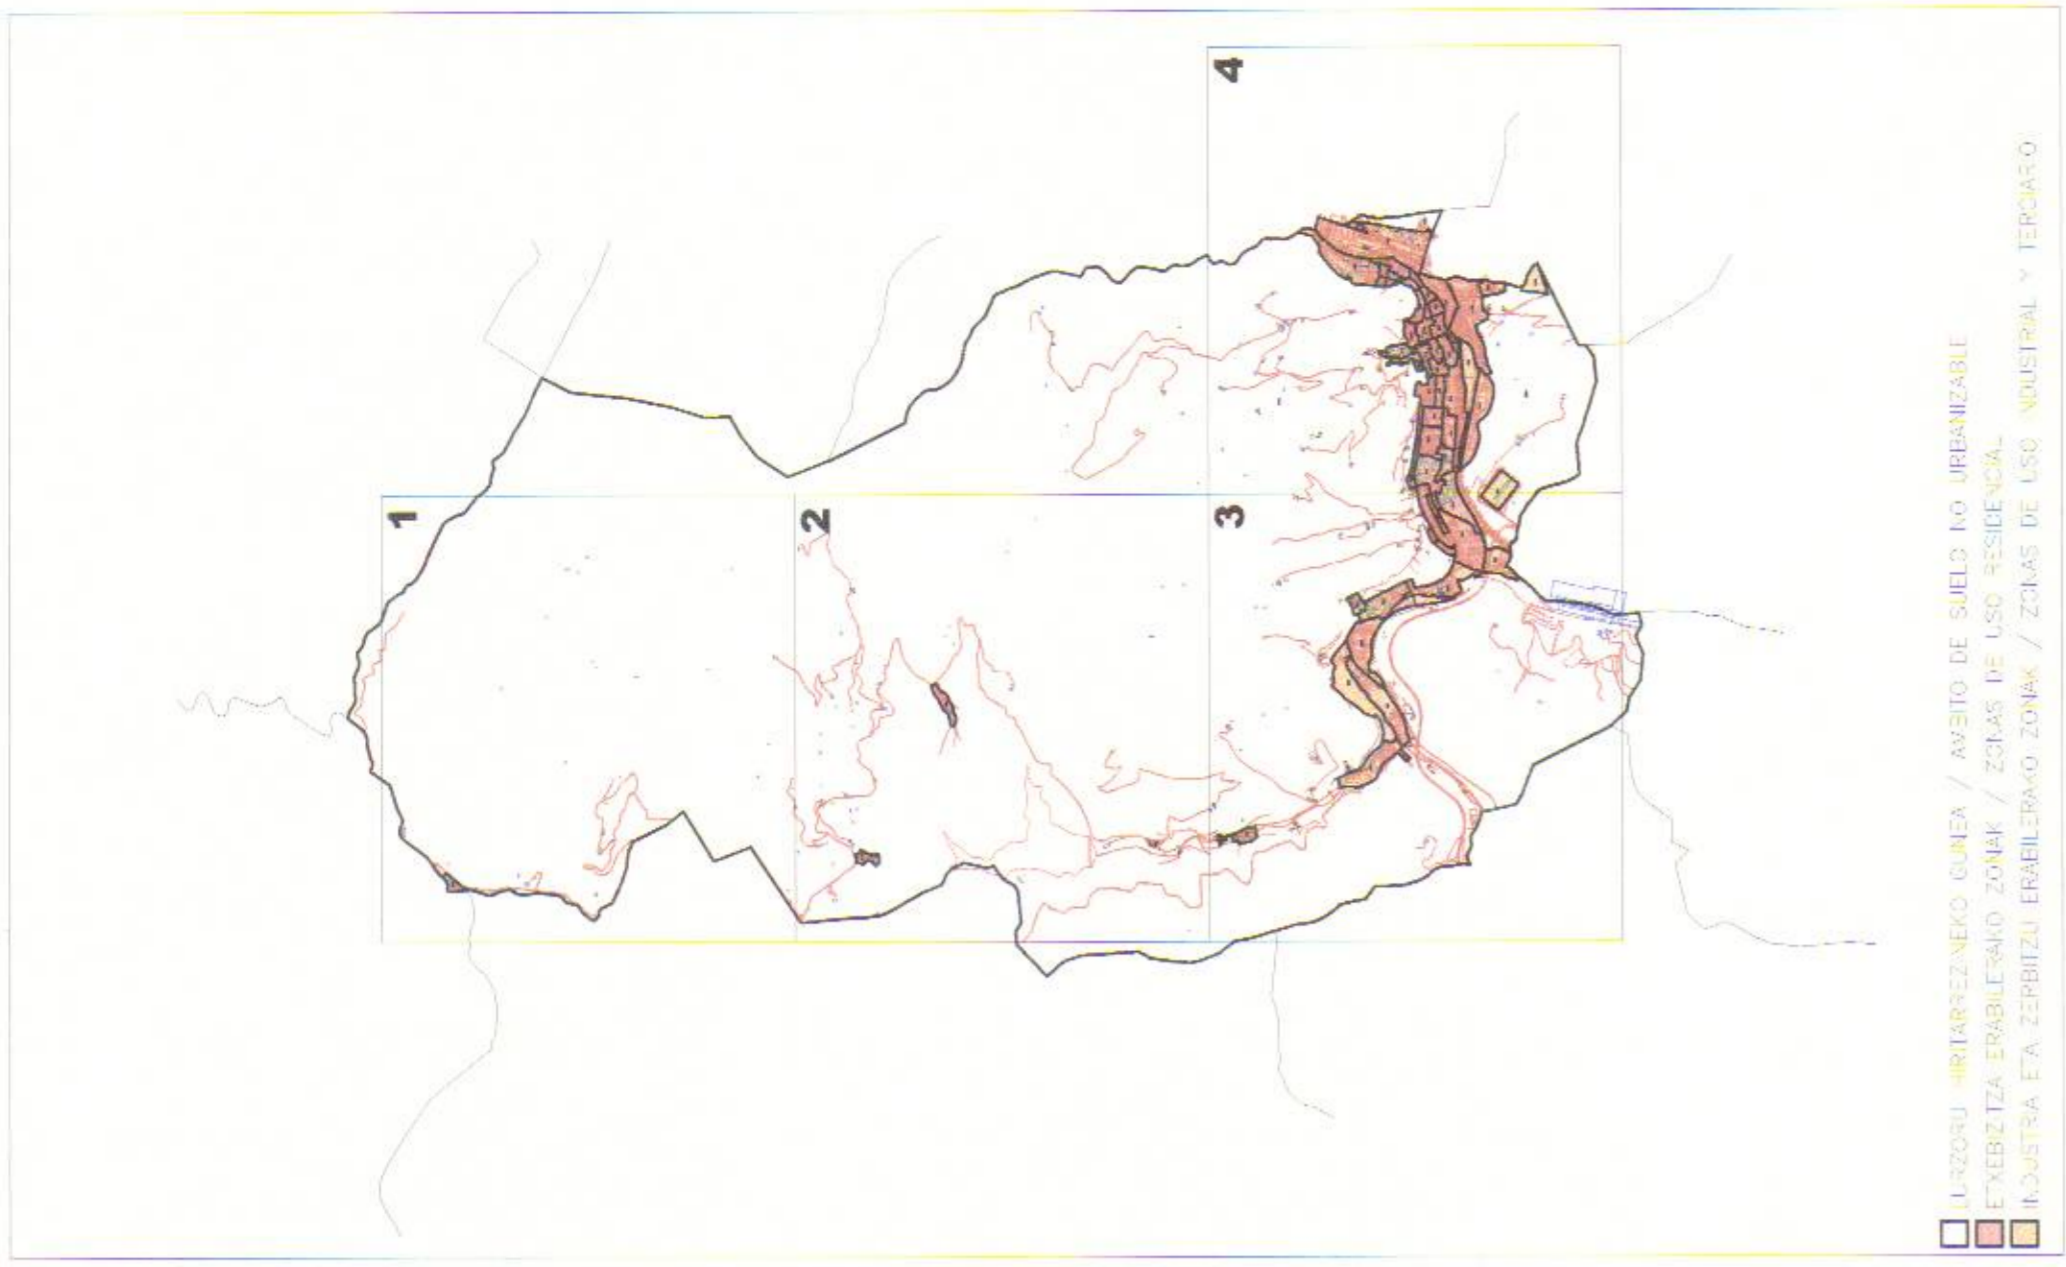 1
2
3
4
LURZORU HIRITARREZINEKO GUNEA / AMBITO DE SUELO NO URBANIZABLE
ETXEBIZITZA ERABILERAKO ZONAK / ZONAS DE USO RESIDENCIAL
INDUSTRIA ETA ZERBITZU ERABILERAKO ZONAK / ZONAS DE USO INDUSTRIAL Y TERCIARIO